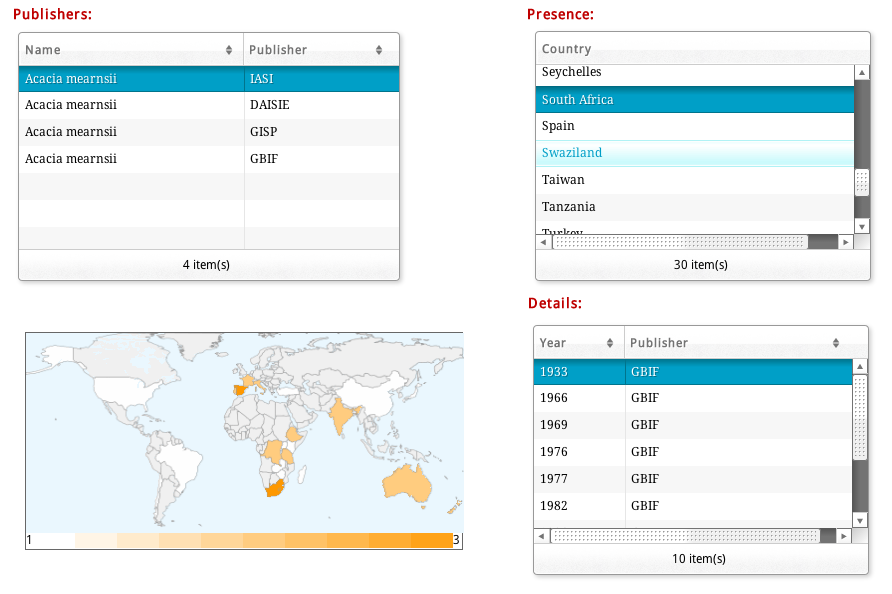 Publishers:
Name Publisher
Acacia mearnsii IASI
Acacia mearnsii DAISIE
Acacia mearnsii GISP
Acacia mearnsii GBIF
4 item(s)
Presence:
Country
Seychelles
South Africa
Spain
Swaziland
Taiwan
Tanzania
Turkey
30 item(s)
1 3
Details:
Year Publisher
1933 GBIF
1966 GBIF
1969 GBIF
1976 GBIF
1977 GBIF
1982 GBIF
10 item(s)